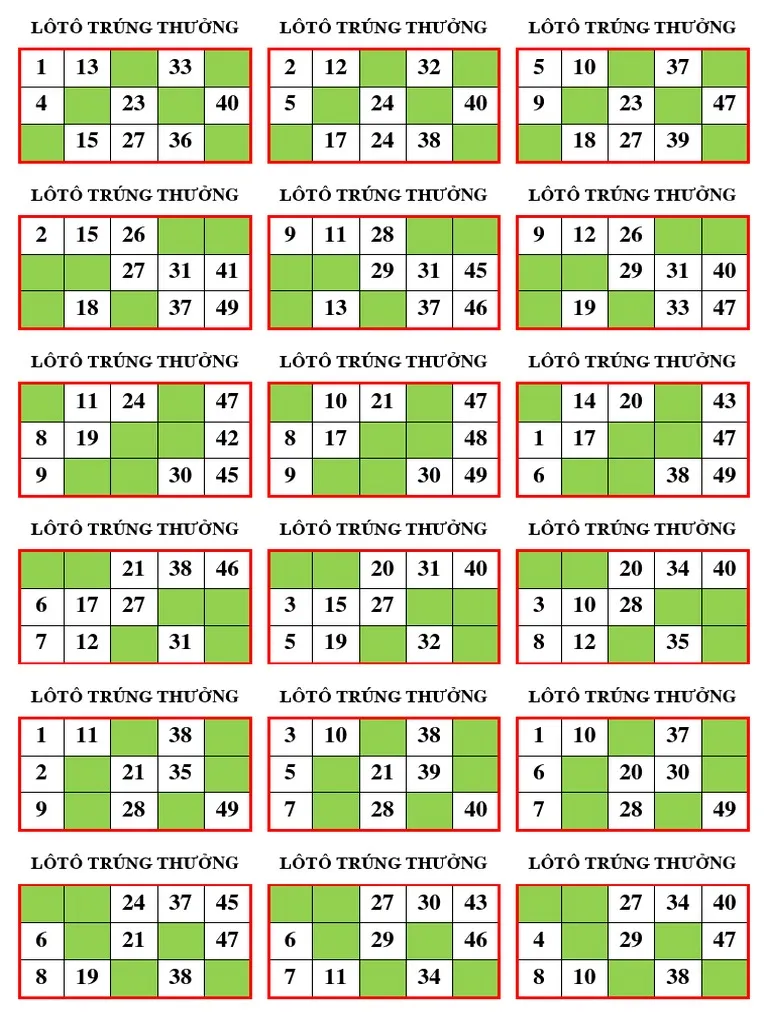 LÔTÔ TRÚNG THƯỞNG LÔTÔ TRÚNG THƯỞNG LÔTÔ TRÚNG THƯỞNG
1 13 33 2 12 32 5 10 37
4 23 40 5 24 40 9 23 47
15 27 36 17 24 38 18 27 39
LÔTÔ TRÚNG THƯỞNG LÔTÔ TRÚNG THƯỞNG LÔTÔ TRÚNG THƯỞNG
2 15 26 9 11 28 9 12 26
27 31 41 29 31 45 29 31 40
18 37 49 13 37 46 19 33 47
LÔTÔ TRÚNG THƯỞNG LÔTÔ TRÚNG THƯỞNG LÔTÔ TRÚNG THƯỞNG
11 24 47 10 21 47 14 20 43
8 19 42 8 17 48 1 17 47
9 30 45 9 30 49 6 38 49
LÔTÔ TRÚNG THƯỞNG LÔTÔ TRÚNG THƯỞNG LÔTÔ TRÚNG THƯỞNG
21 38 46 20 31 40 20 34 40
6 17 27 3 15 27 3 10 28
7 12 31 5 19 32 8 12 35
LÔTÔ TRÚNG THƯỞNG LÔTÔ TRÚNG THƯỞNG LÔTÔ TRÚNG THƯỞNG
1 11 38 3 10 38 1 10 37
2 21 35 5 21 39 6 20 30
9 28 49 7 28 40 7 28 49
LÔTÔ TRÚNG THƯỞNG LÔTÔ TRÚNG THƯỞNG LÔTÔ TRÚNG THƯỞNG
24 37 45 27 30 43 27 34 40
6 21 47 6 29 46 4 29 47
8 19 38 7 11 34 8 10 38